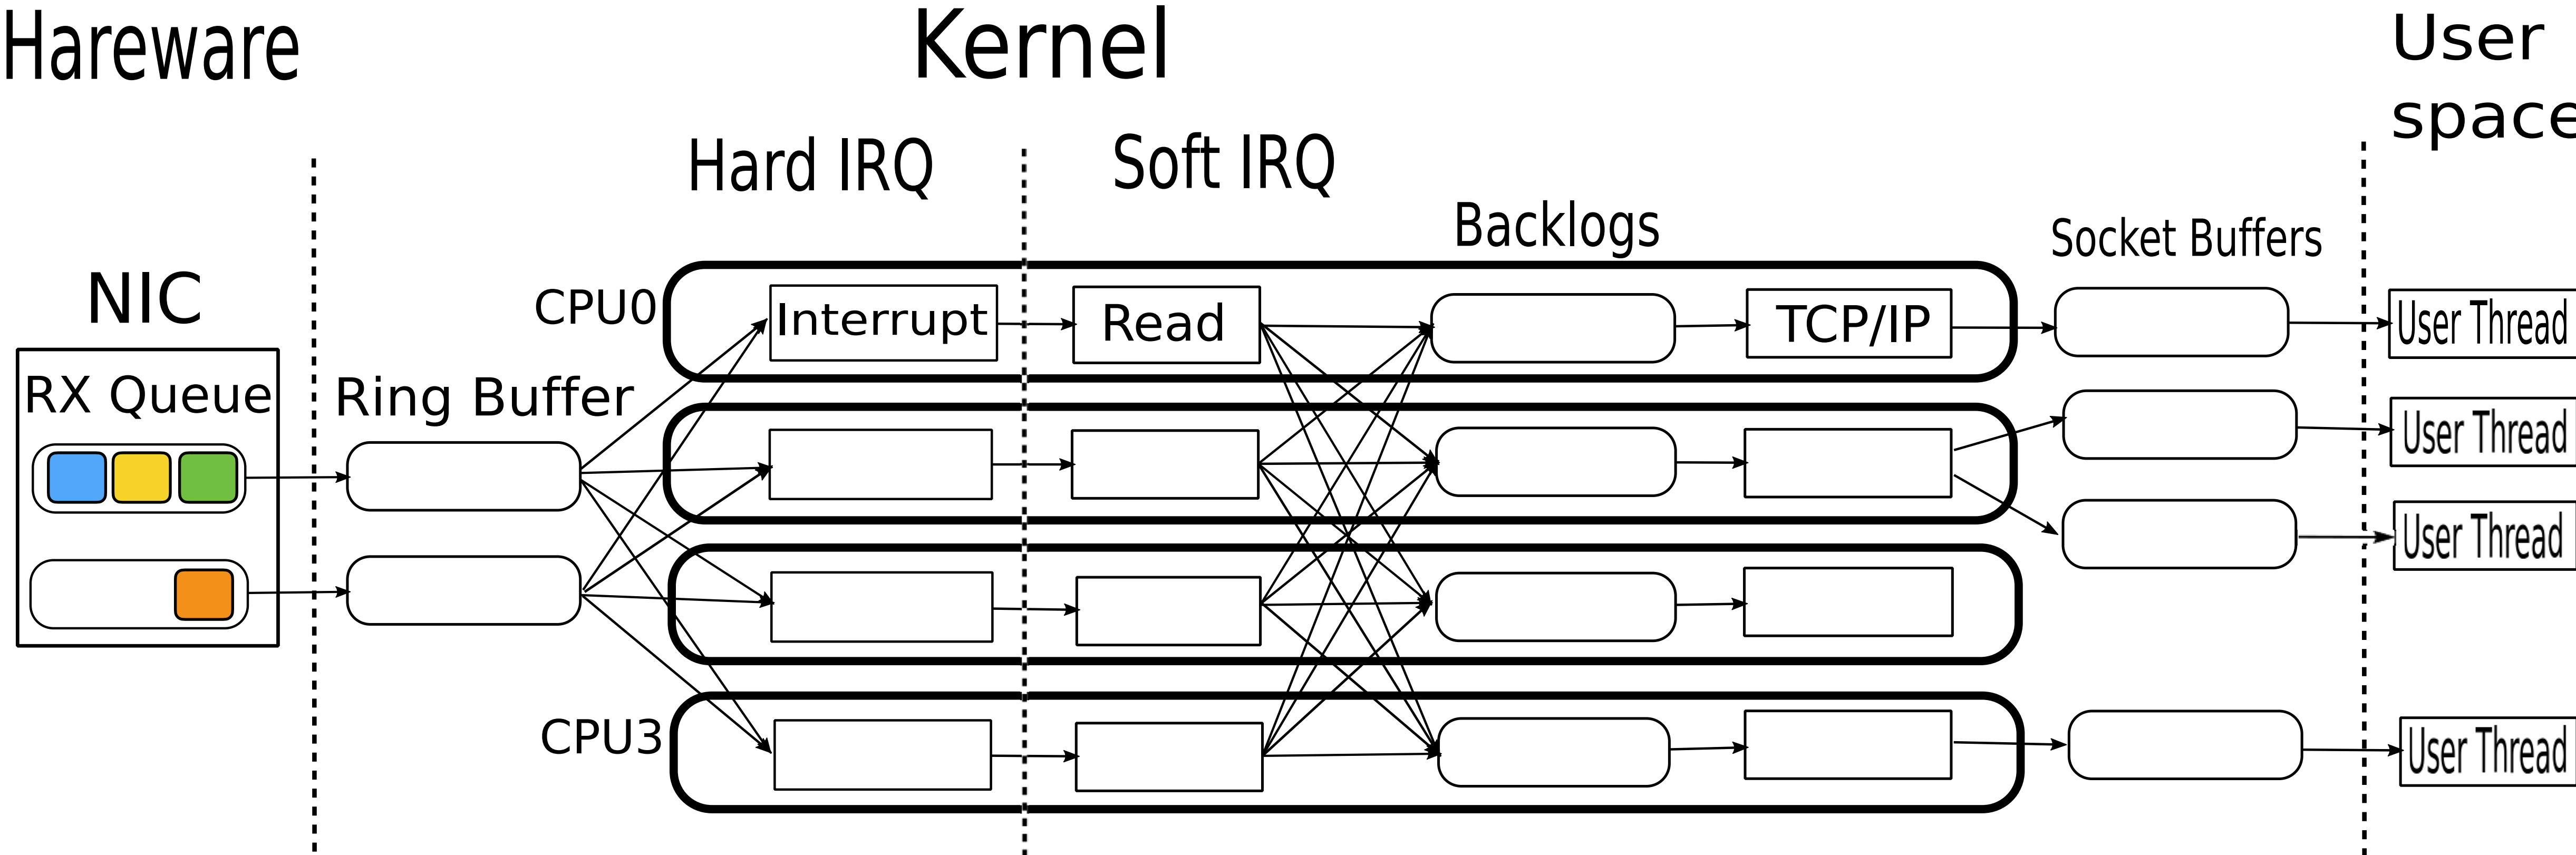 Hareware
Kernel
User
space
Hard IRQ
Soft IRQ
Backlogs
Socket Buffers
NIC
CPU0
Interrupt
Read
TCP/IP
User Thread
RX Queue
Ring Buffer
User Thread
User Thread
CPU3
User Thread